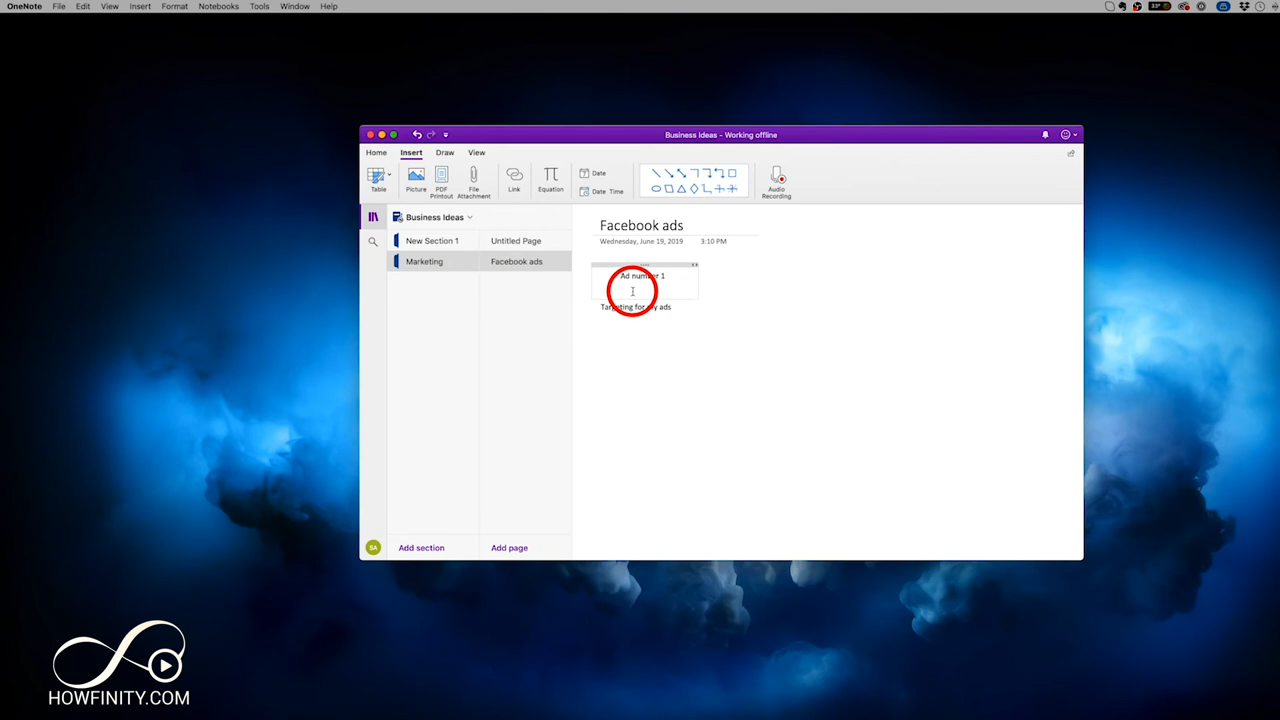 OneNote File Edit View Insert Format Notebooks Tools Window Help
33°
Business Ideas - Working offline
Home Insert Draw View
Table
Picture
PDF Printout
File Attachment
Link
Equation
Date
Date Time
Audio Recording
Business Ideas
New Section 1
Untitled Page
Marketing
Facebook ads
Facebook ads
Wednesday, June 19, 2019 3:10 PM
Ad number 1
Targeting for my ads
SA
Add section
Add page
HOWFINITY.COM